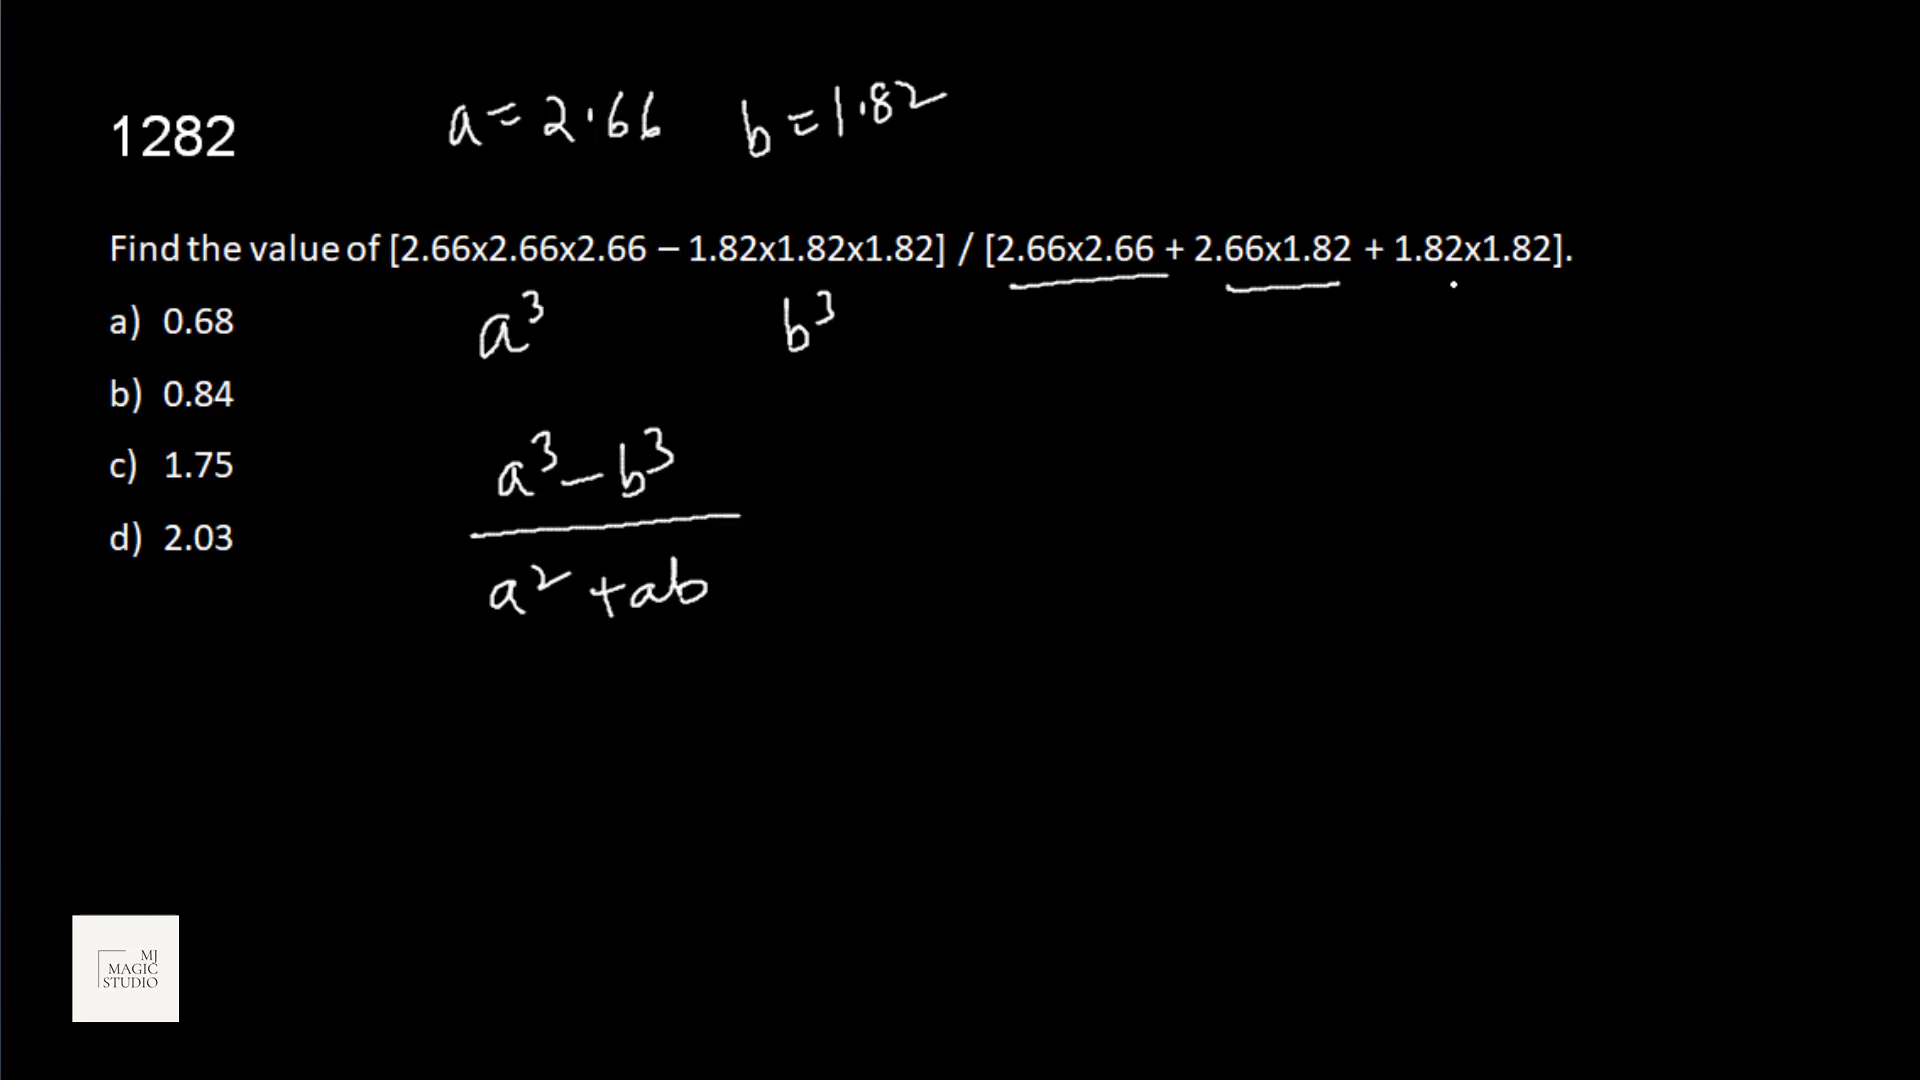 a = 2.66 b = 1.82
1282
Find the value of [2.66x2.66x2.66 – 1.82x1.82x1.82] / [2.66x2.66 + 2.66x1.82 + 1.82x1.82].
a) 0.68
a³ b³
b) 0.84
c) 1.75
a³ – b³
d) 2.03
a² + ab
MJ
MAGIC
STUDIO